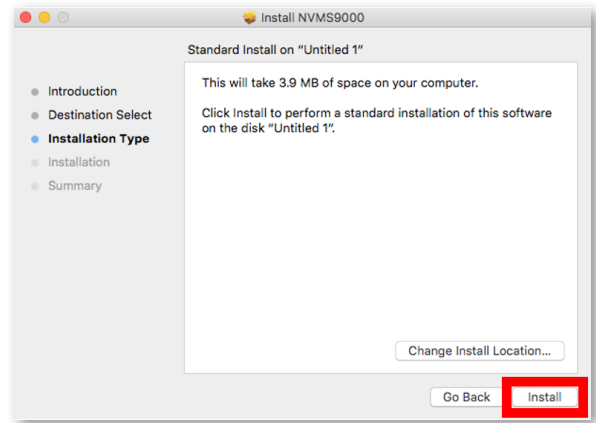 Install NVMS9000
Standard Install on “Untitled 1”
Introduction
Destination Select
Installation Type
Installation
Summary
This will take 3.9 MB of space on your computer.
Click Install to perform a standard installation of this software
on the disk “Untitled 1”.
Change Install Location...
Go Back
Install